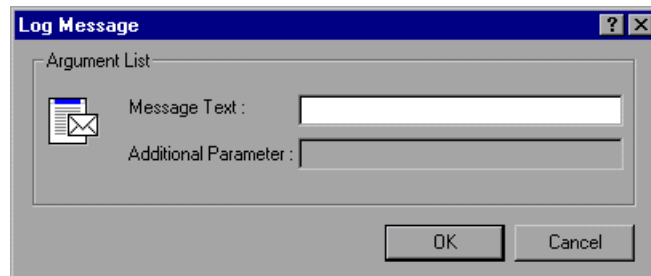 Log Message
Argument List
Message Text :
Additional Parameter :
OK Cancel